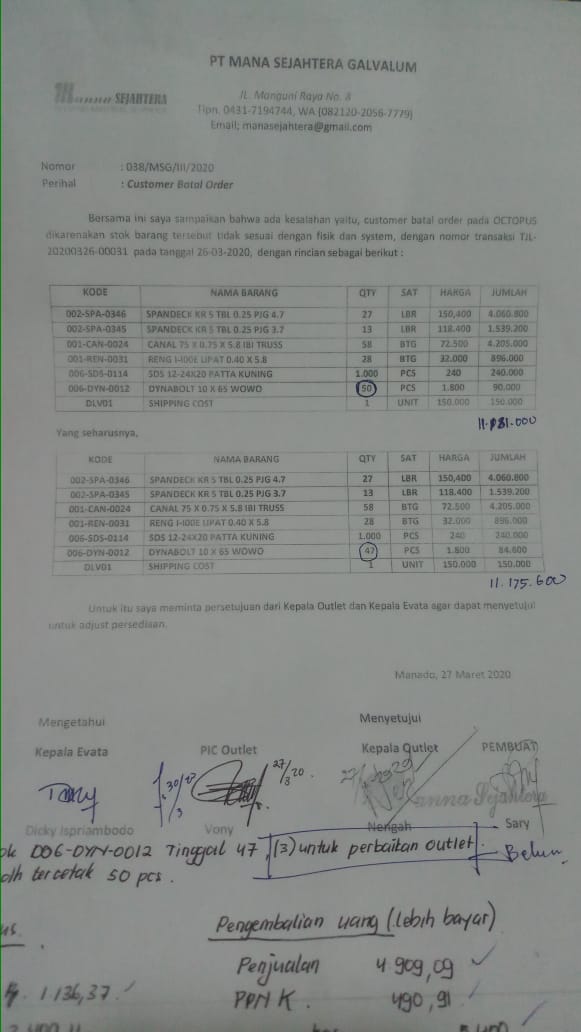 PT MANA SEJAHTERA GALVALUM
Manna SEJAHTERA
JL. Manguni Raya No. 8
Tlpn. 0431-7194744, WA (082120-2056-7779)
Email; manasejahtera@gmail.com
Nomor : 038/MSG/III/2020
Perihal : Customer Batal Order
Bersama ini saya sampaikan bahwa ada kesalahan yaitu, customer batal order pada OCTOPUS
dikarenakan stok barang tersebut tidak sesuai dengan fisik dan system, dengan nomor transaksi TJL-
20200326-00031 pada tanggal 26-03-2020, dengan rincian sebagai berikut :
KODE NAMA BARANG QTY SAT HARGA JUMLAH
002-SPA-0346 SPANDECK KR 5 TBL 0.25 PJG 4.7 27 LBR 150,400 4.060.800
002-SPA-0345 SPANDECK KR 5 TBL 0.25 PJG 3.7 13 LBR 118.400 1.539.200
001-CAN-0024 CANAL 75 X 0.75 X 5.8 IBI TRUSS 58 BTG 72.500 4.205.000
001-REN-0031 RENG I-IOOE LIPAT 0.40 X 5.8 28 BTG 32.000 896.000
006-SDS-0114 SDS 12-24X20 PATTA KUNING 1.000 PCS 240 240.000
006-DYN-0012 DYNABOLT 10 X 65 WOWO 50 PCS 1.800 90.000
DLV01 SHIPPING COST 1 UNIT 150.000 150.000
11.181.000
Yang seharusnya,
KODE NAMA BARANG QTY SAT HARGA JUMLAH
002-SPA-0346 SPANDECK KR 5 TBL 0.25 PJG 4.7 27 LBR 150,400 4.060.800
002-SPA-0345 SPANDECK KR 5 TBL 0.25 PJG 3.7 13 LBR 118.400 1.539.200
001-CAN-0024 CANAL 75 X 0.75 X 5.8 IBI TRUSS 58 BTG 72.500 4.205.000
001-REN-0031 RENG I-IOOE LIPAT 0.40 X 5.8 28 BTG 32.000 896.000
006-SDS-0114 SDS 12-24X20 PATTA KUNING 1.000 PCS 240 240.000
006-DYN-0012 DYNABOLT 10 X 65 WOWO 47 PCS 1.800 84.600
DLV01 SHIPPING COST 1 UNIT 150.000 150.000
11.175.600
Untuk itu saya meminta persetujuan dari Kepala Outlet dan Kepala Evata agar dapat menyetujui
untuk adjust persediaan.
Manado, 27 Maret 2020
Mengetahui Menyetujui
Kepala Evata PIC Outlet Kepala Outlet PEMBUAT
27/3 20
30/3
anna Sejahtera
Dicky Ispriambodo Vony Nengah Sary
ok 006-DYN-0012 Tinggal 47, (3) untuk perbaikan outlet. Belum
dh tercetak 50 pcs.
Pengembalian uang (lebih bayar)
us.
Penjualan 4 909,09
Rp. 1.136,37. PPN K. 490,91